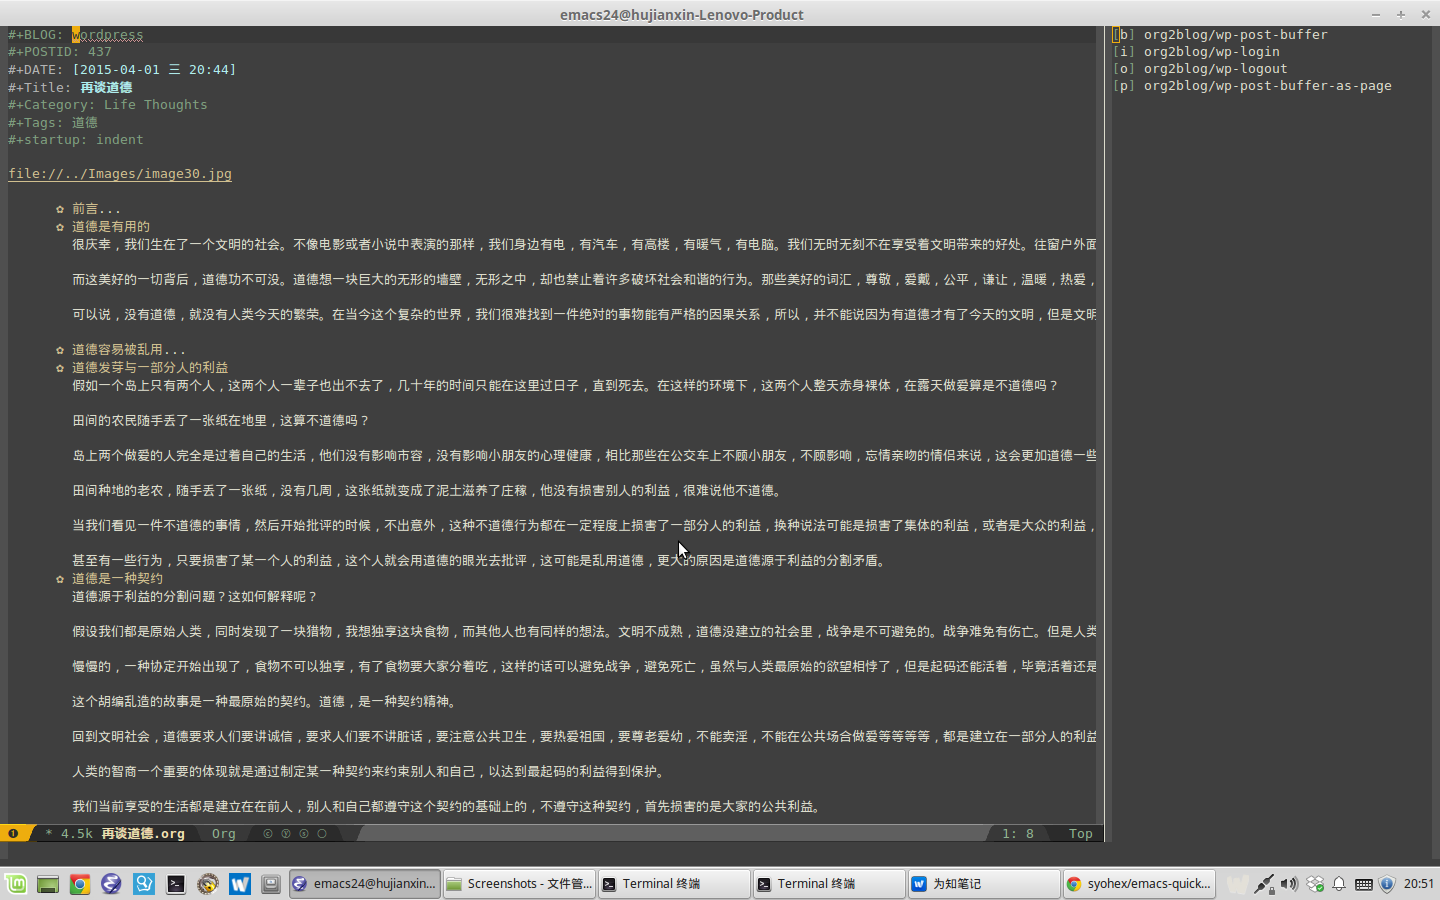 emacs24@hujianxin-Lenovo-Product
#+BLOG: wordpress
#+POSTID: 437
#+DATE: [2015-04-01 三 20:44]
#+Title: 再谈道德
#+Category: Life Thoughts
#+Tags: 道德
#+startup: indent
file://../Images/image30.jpg
✿ 前言...
✿ 道德是有用的
很庆幸，我们生在了一个文明的社会。不像电影或者小说中表演的那样，我们身边有电，有汽车，有高楼，有暖气，有电脑。我们无时无刻不在享受着文明带来的好处。往窗户外面
而这美好的一切背后，道德功不可没。道德想一块巨大的无形的墙壁，无形之中，却也禁止着许多破坏社会和谐的行为。那些美好的词汇，尊敬，爱戴，公平，谦让，温暖，热爱，
可以说，没有道德，就没有人类今天的繁荣。在当今这个复杂的世界，我们很难找到一件绝对的事物能有严格的因果关系，所以，并不能说因为有道德才有了今天的文明，但是文明
✿ 道德容易被乱用...
✿ 道德发芽与一部分人的利益
假如一个岛上只有两个人，这两个人一辈子也出不去了，几十年的时间只能在这里过日子，直到死去。在这样的环境下，这两个人整天赤身裸体，在露天做爱算是不道德吗？
田间的农民随手丢了一张纸在地里，这算不道德吗？
岛上两个做爱的人完全是过着自己的生活，他们没有影响市容，没有影响小朋友的心理健康，相比那些在公交车上不顾小朋友，不顾影响，忘情亲吻的情侣来说，这会更加道德一些
田间种地的老农，随手丢了一张纸，没有几周，这张纸就变成了泥土滋养了庄稼，他没有损害别人的利益，很难说他不道德。
当我们看见一件不道德的事情，然后开始批评的时候，不出意外，这种不道德行为都在一定程度上损害了一部分人的利益，换种说法可能是损害了集体的利益，或者是大众的利益，
甚至有一些行为，只要损害了某一个人的利益，这个人就会用道德的眼光去批评，这可能是乱用道德，更大的原因是道德源于利益的分割矛盾。
✿ 道德是一种契约
道德源于利益的分割问题？这如何解释呢？
假设我们都是原始人类，同时发现了一块猎物，我想独享这块食物，而其他人也有同样的想法。文明不成熟，道德没建立的社会里，战争是不可避免的。战争难免有伤亡。但是人类
慢慢的，一种协定开始出现了，食物不可以独享，有了食物要大家分着吃，这样的话可以避免战争，避免死亡，虽然与人类最原始的欲望相悖了，但是起码还能活着，毕竟活着还是
这个胡编乱造的故事是一种最原始的契约。道德，是一种契约精神。
回到文明社会，道德要求人们要讲诚信，要求人们要不讲脏话，要注意公共卫生，要热爱祖国，要尊老爱幼，不能卖淫，不能在公共场合做爱等等等等，都是建立在一部分人的利益
人类的智商一个重要的体现就是通过制定某一种契约来约束别人和自己，以达到最起码的利益得到保护。
我们当前享受的生活都是建立在在前人，别人和自己都遵守这个契约的基础上的，不遵守这种契约，首先损害的是大家的公共利益。
* 4.5k 再谈道德.org Org 1: 8 Top
[b] org2blog/wp-post-buffer
[i] org2blog/wp-login
[o] org2blog/wp-logout
[p] org2blog/wp-post-buffer-as-page
emacs24@hujianxin... Screenshots - 文件管... Terminal 终端 Terminal 终端 为知笔记 syohex/emacs-quick... 20:51